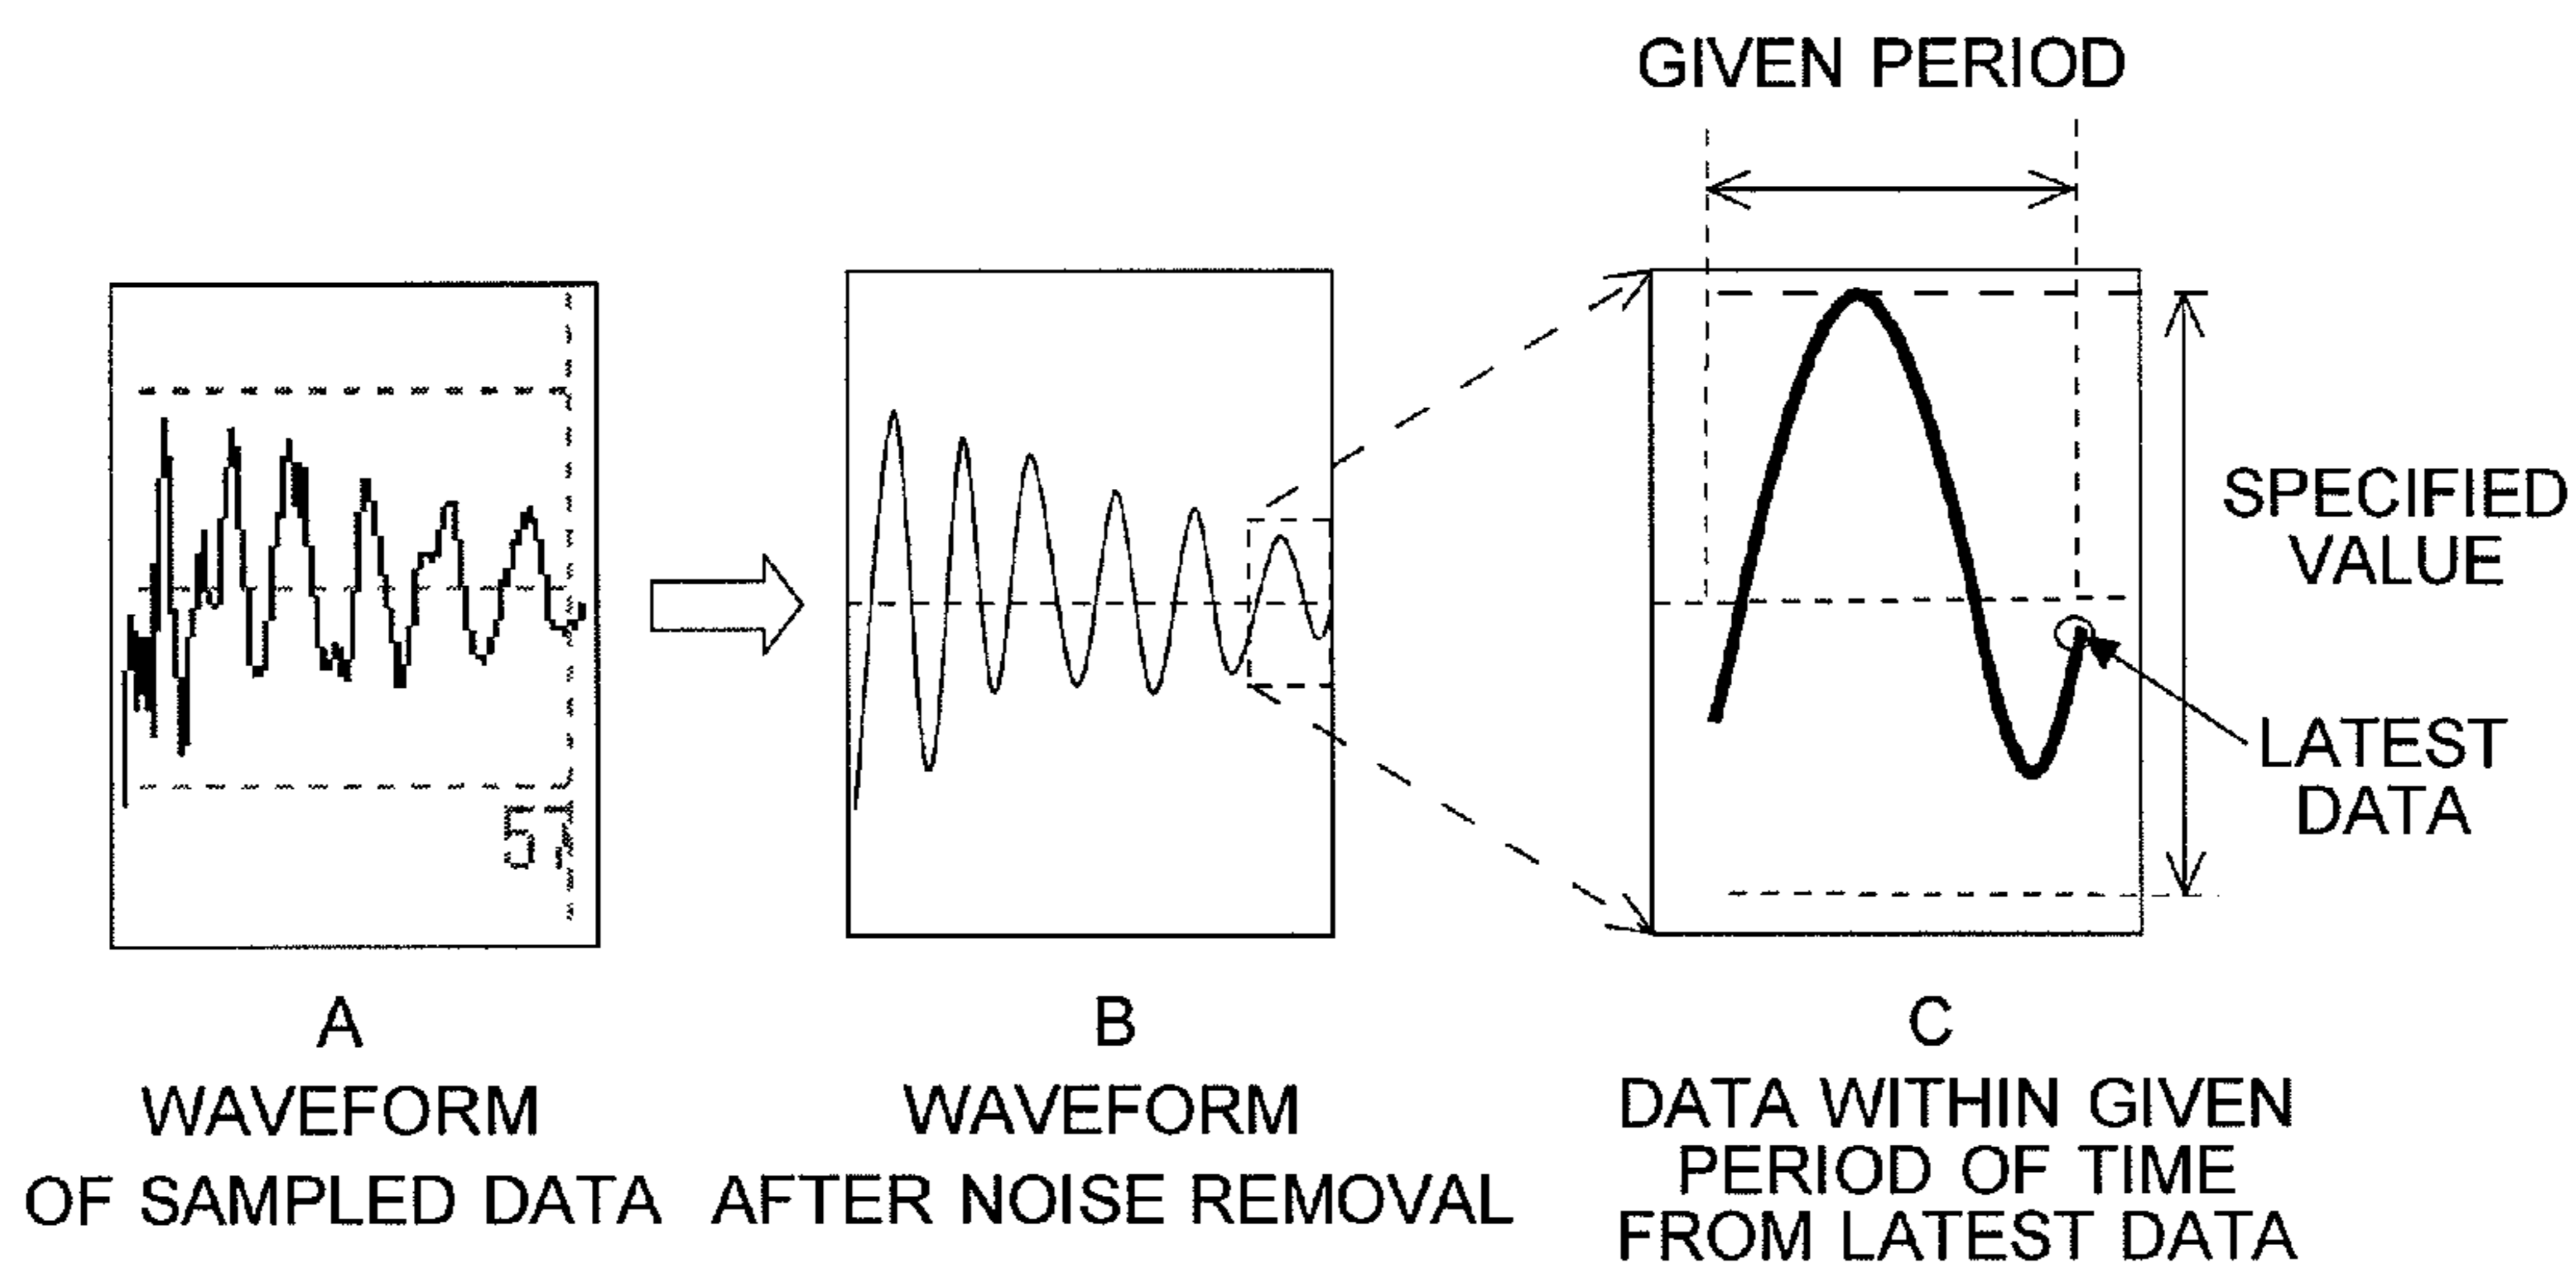 GIVEN PERIOD
SPECIFIED
VALUE
LATEST
DATA
57
A
WAVEFORM
OF SAMPLED DATA
B
WAVEFORM
AFTER NOISE REMOVAL
C
DATA WITHIN GIVEN
PERIOD OF TIME
FROM LATEST DATA